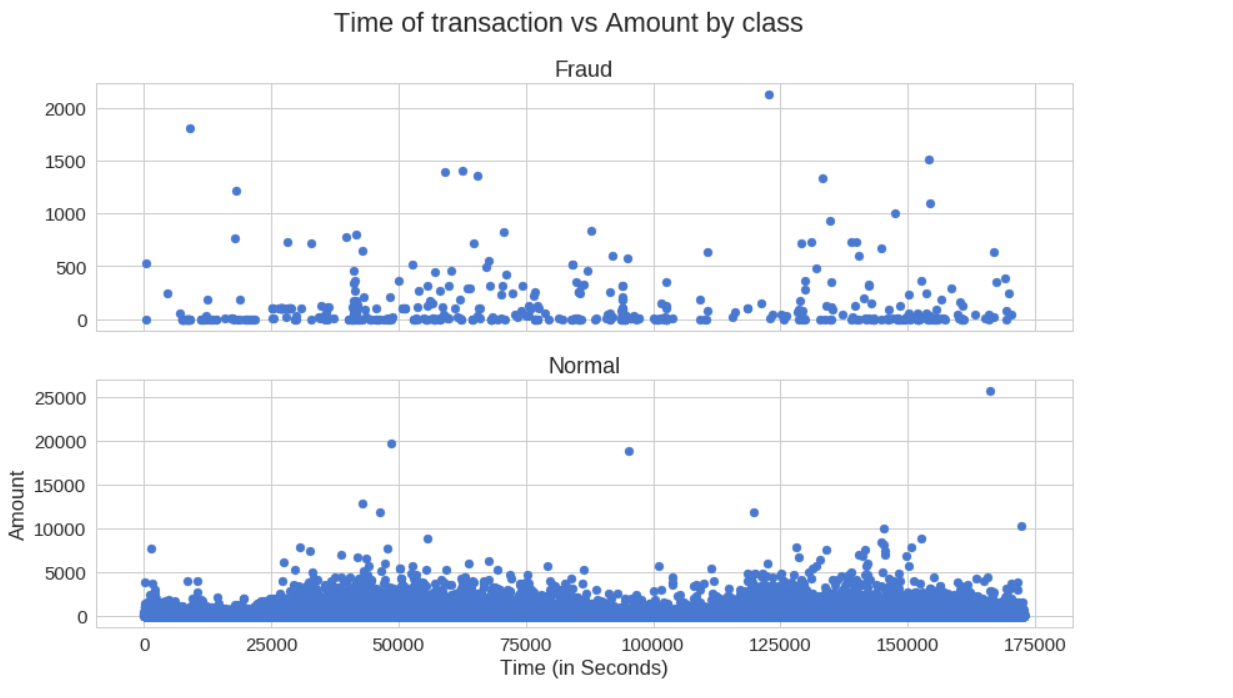 Time of transaction vs Amount by class
Fraud
2000
1500
1000
500
0
Normal
25000
20000
15000
10000
5000
0
Amount
0 25000 50000 75000 100000 125000 150000 175000
Time (in Seconds)